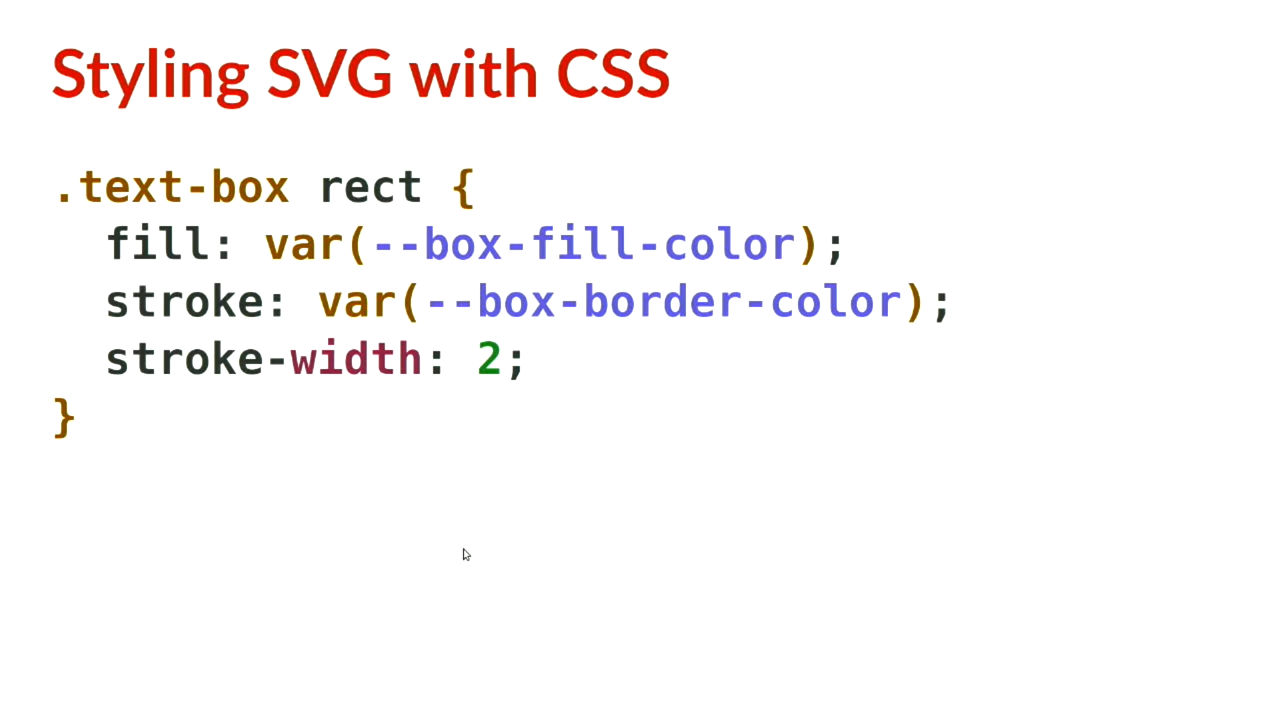 Styling SVG with CSS
.text-box rect {
  fill: var(--box-fill-color);
  stroke: var(--box-border-color);
  stroke-width: 2;
}